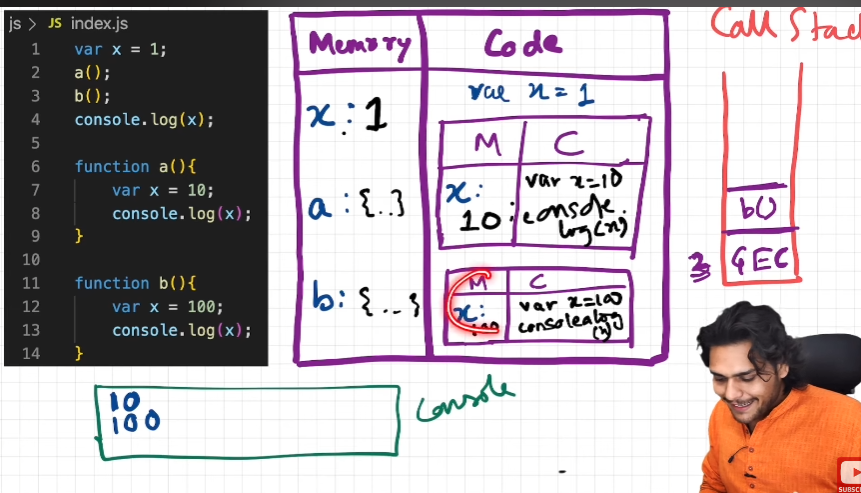 js > JS index.js
1 var x = 1;
2 a();
3 b();
4 console.log(x);
5
6 function a(){
7 var x = 10;
8 console.log(x);
9 }
10
11 function b(){
12 var x = 100;
13 console.log(x);
14 }
Memory Code
x: 1
var x = 1
M C
x:
10:
var x=10
console.
log(x)
a: {..}
b: {...}
M C
x:
100
var x=100
console.log
(x)
Call Stac
b()
GEC
10
100
Console
SUBSC